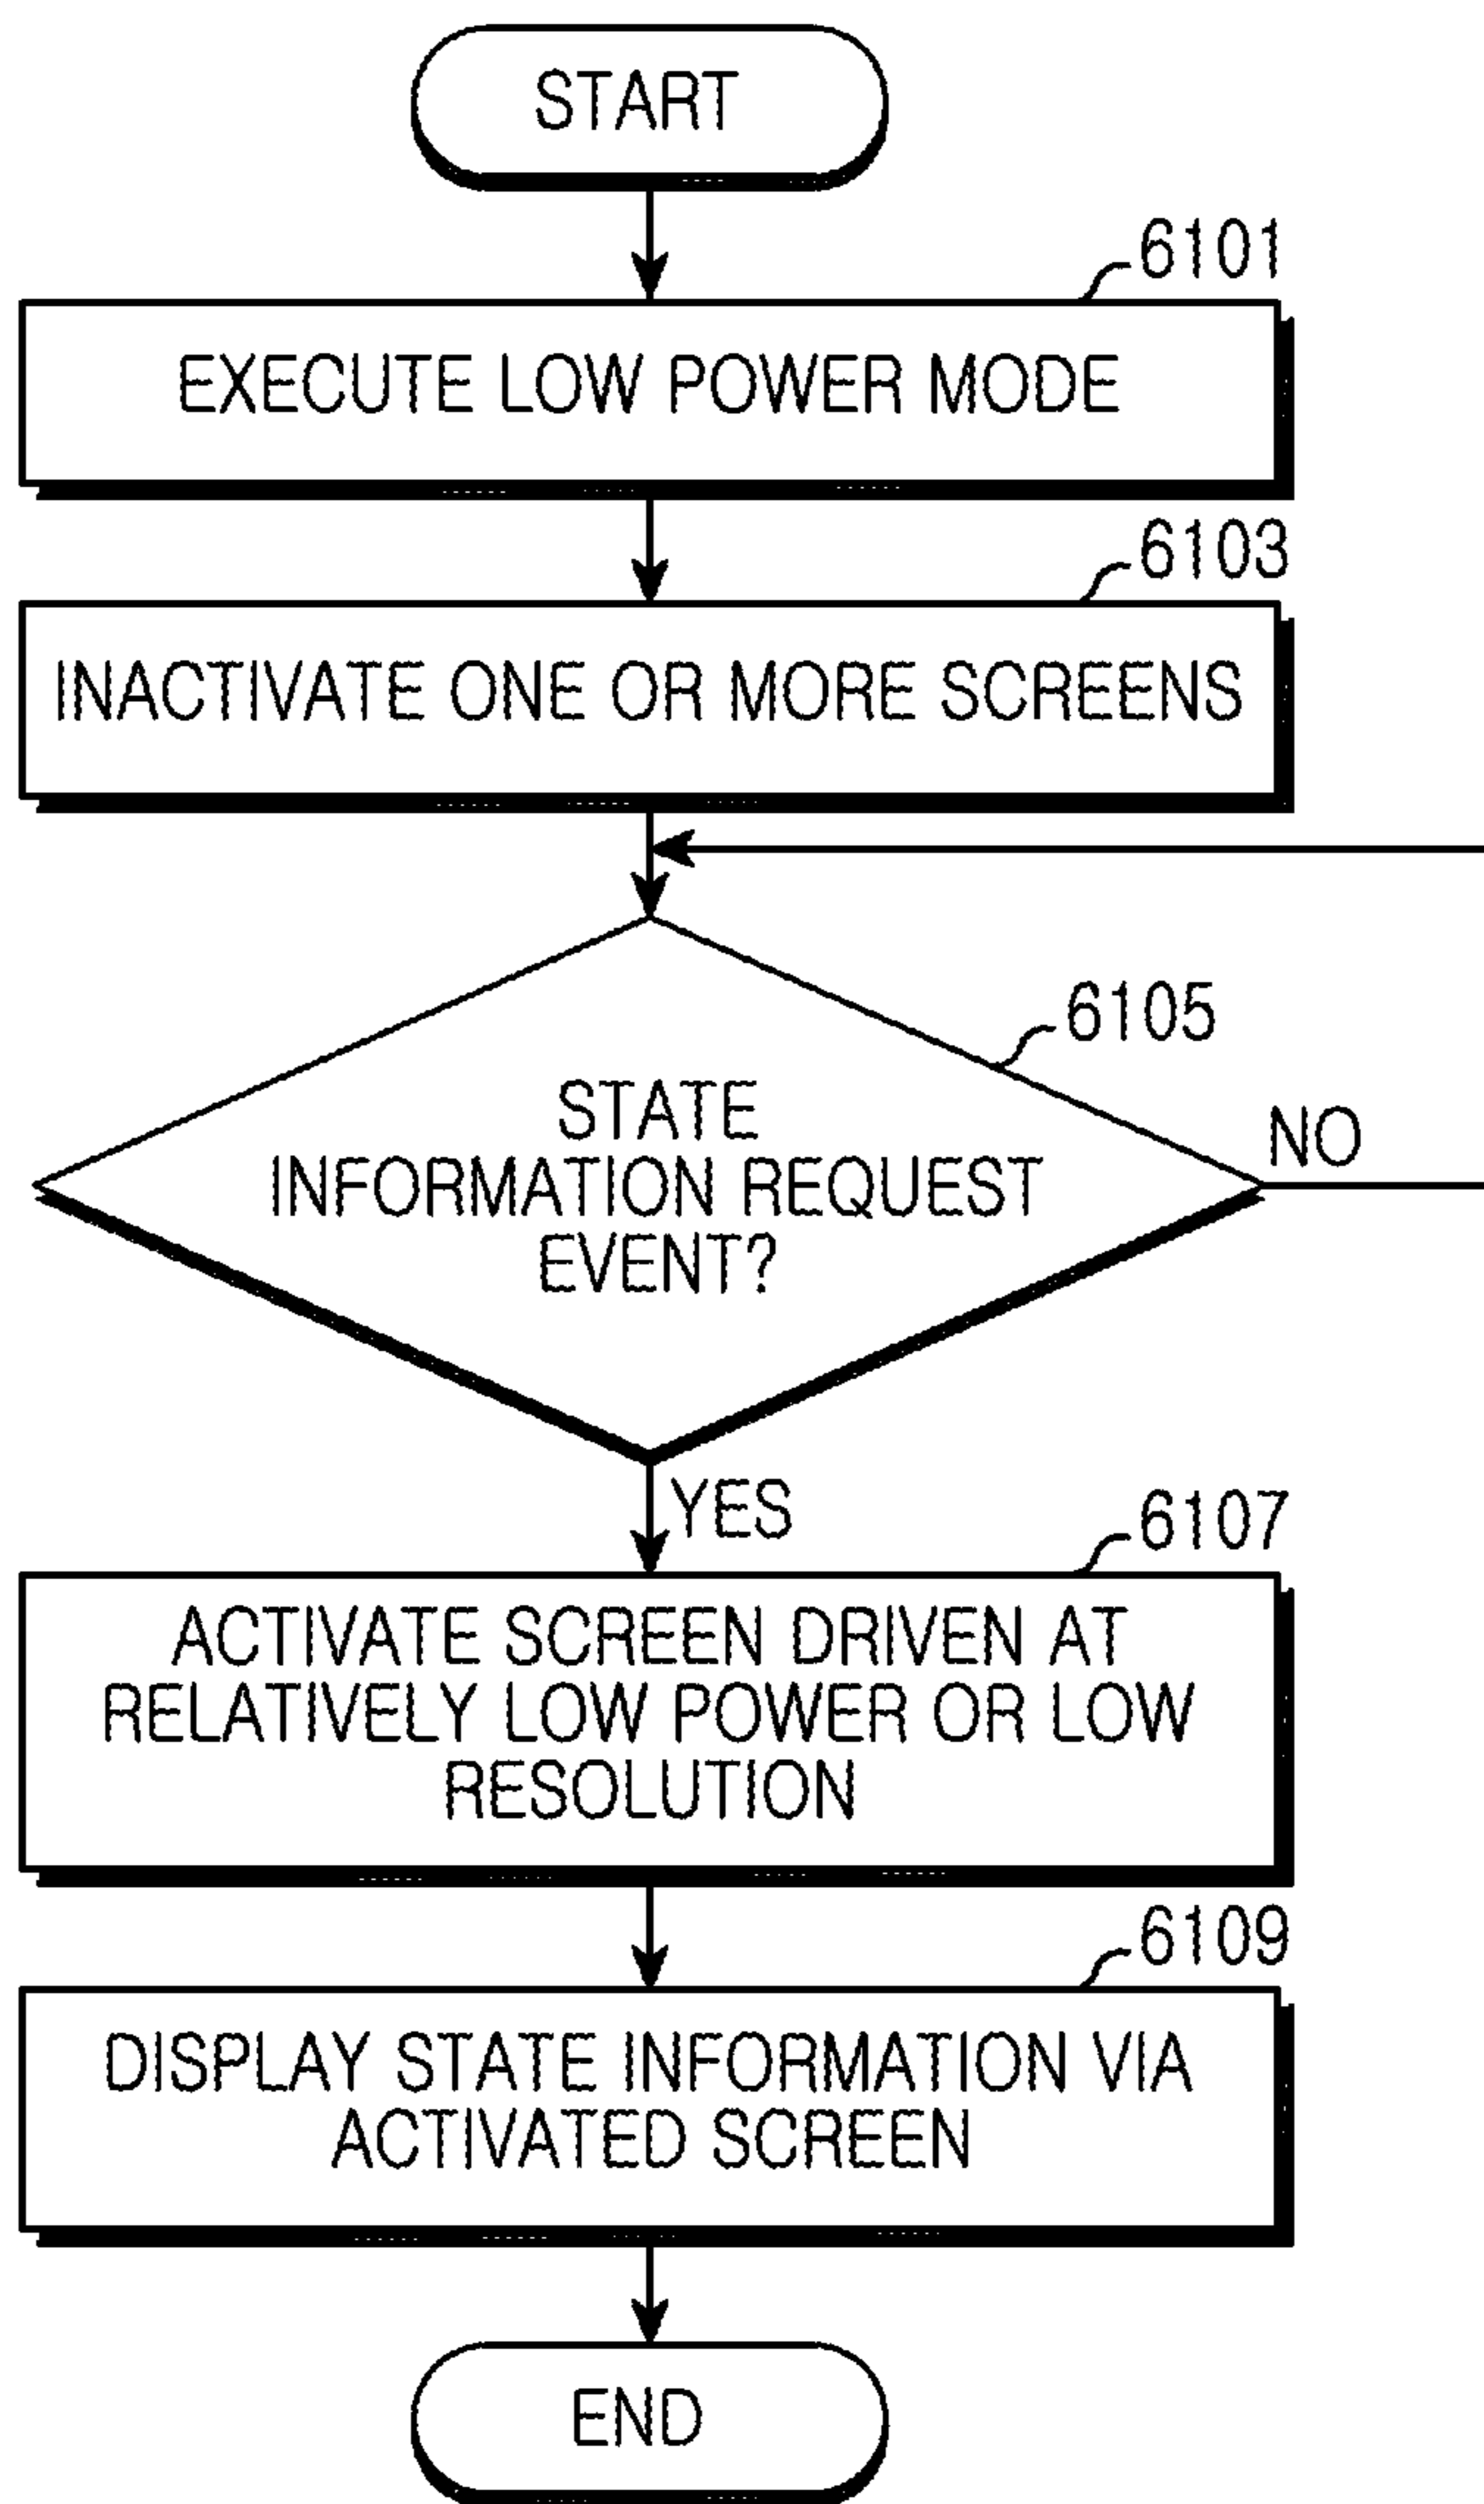 START
6101
EXECUTE LOW POWER MODE
6103
INACTIVATE ONE OR MORE SCREENS
6105
STATE
INFORMATION REQUEST
EVENT?
NO
YES
6107
ACTIVATE SCREEN DRIVEN AT
RELATIVELY LOW POWER OR LOW
RESOLUTION
6109
DISPLAY STATE INFORMATION VIA
ACTIVATED SCREEN
END